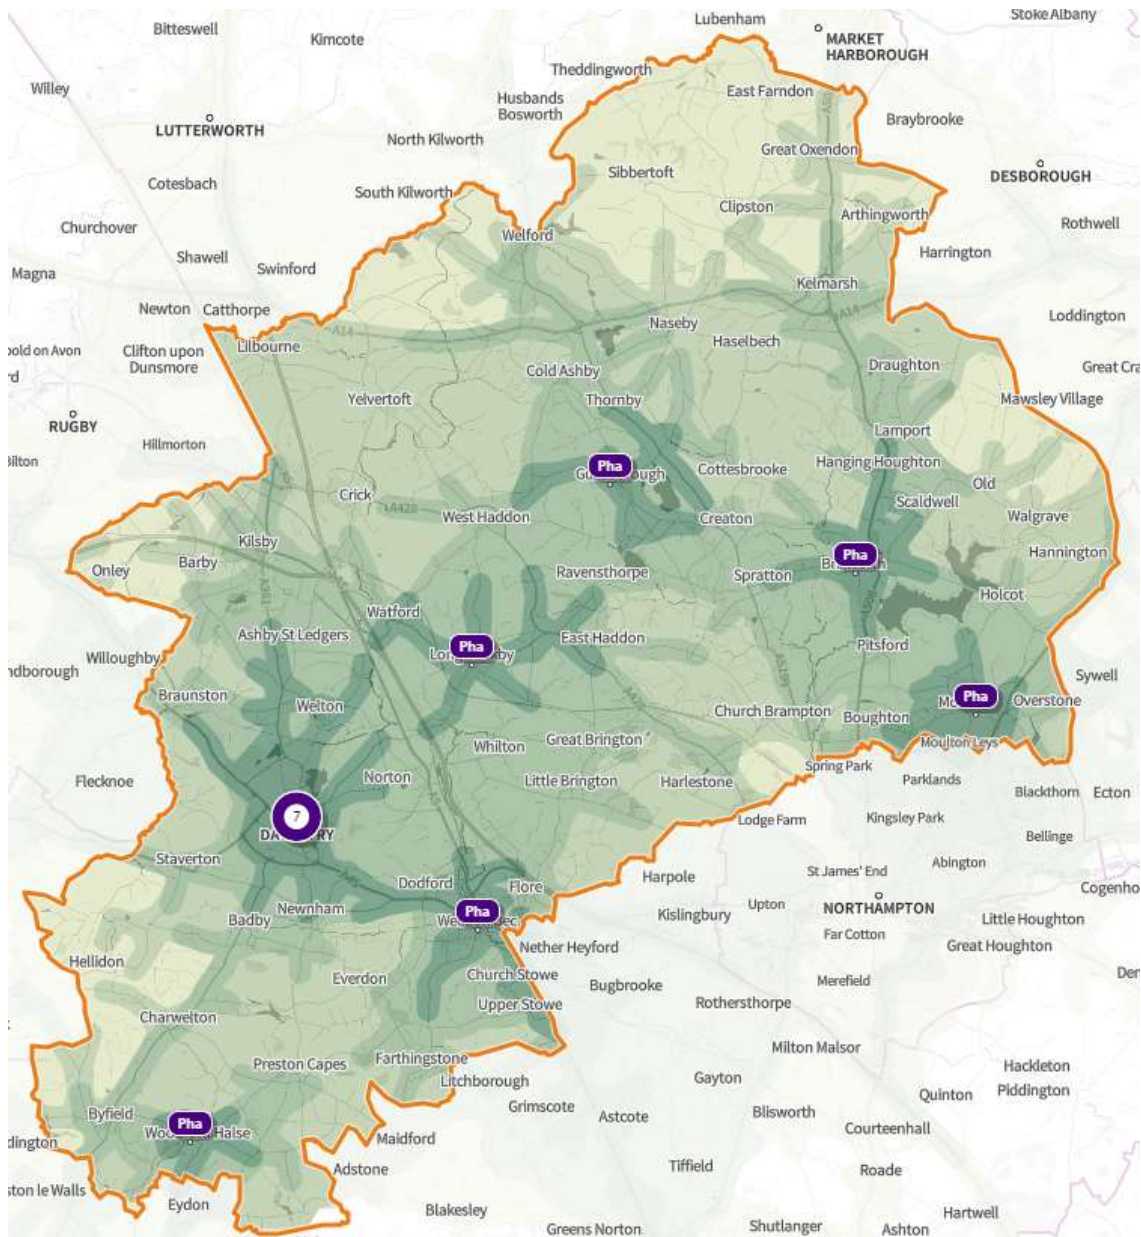 Lubenham
Stoke Albany
Bitteswell
Kimcote
MARKET
HARBOROUGH
Theddingworth
Willey
Husbands
Bosworth
East Farndon
Braybrooke
LUTTERWORTH
North Kilworth
Great Oxendon
DESBOROUGH
Cotesbach
South Kilworth
Sibbertoft
Clipston
Arthingworth
Rothwell
Churchover
Welford
Shawell
Swinford
Harrington
Magna
Kelmarsh
Newton
Catthorpe
A14
A14
Loddington
Naseby
Haselbech
Clifton upon
Dunsmore
Lilbourne
Draughton
Cold Ashby
Yelvertoft
Thornby
Mawsley Village
RUGBY
Hillmorton
Lamport
Hanging Houghton
Pha
Cottesbrooke
Old
Crick
A428
West Haddon
Scaldwell
Creaton
Walgrave
Kilsby
Hannington
Barby
Pha
Onley
A361
Ravensthorpe
Spratton
Holcot
Watford
Ashby St Ledgers
East Haddon
Pitsford
Pha
Willoughby
Sywell
Braunston
Welton
Pha
Overstone
Church Brampton
Boughton
Whilton
Great Brington
Moulton Leys
Spring Park
Flecknoe
Norton
Little Brington
Harlestone
Parklands
Blackthorn
Ecton
7
Lodge Farm
Kingsley Park
Bellinge
Staverton
Harpole
St James' End
Abington
Dodford
Flore
Newnham
Badby
Pha
Kislingbury
Upton
NORTHAMPTON
Little Houghton
Far Cotton
Great Houghton
Nether Heyford
Hellidon
Everdon
Church Stowe
Bugbrooke
Merefield
Upper Stowe
Rothersthorpe
Charwelton
Milton Malsor
Preston Capes
Farthingstone
Hackleton
Litchborough
Gayton
Piddington
Quinton
Byfield
Pha
Grimscote
Astcote
Blisworth
Courteenhall
Maidford
Adstone
Tiffield
Roade
Eydon
Blakesley
Hartwell
Greens Norton
Shutlanger
Ashton